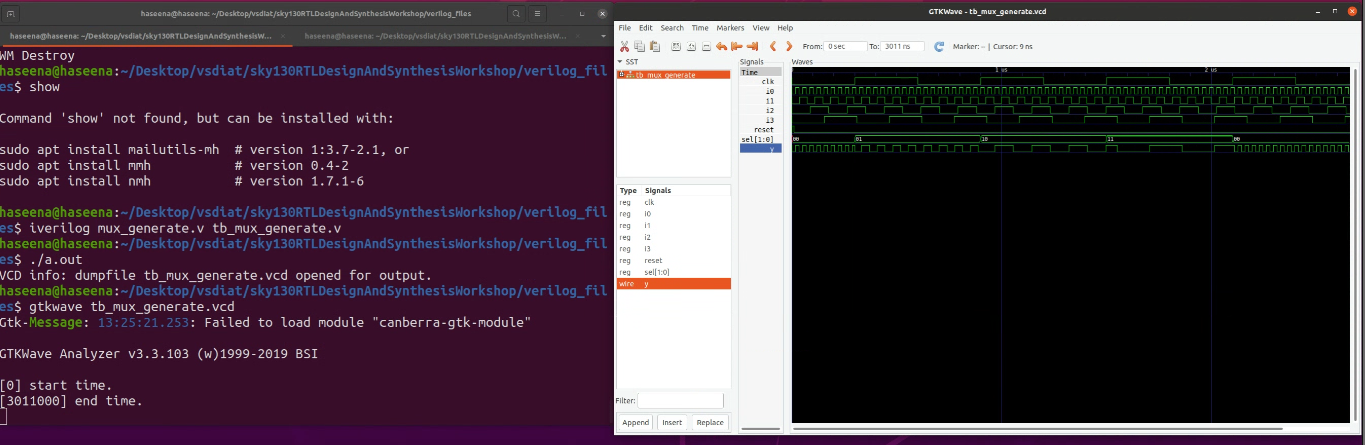 haseena@haseena: ~/Desktop/vsdiat/sky130RTLDesignAndSynthesisWorkshop/verilog_files
haseena@haseena: ~/Desktop/vsdiat/sky130RTLDesignAndSynthesisW...
haseena@haseena: ~/Desktop/vsdiat/sky130RTLDesignAndSynthesisW...
WM Destroy
haseena@haseena:~/Desktop/vsdiat/sky130RTLDesignAndSynthesisWorkshop/verilog_fil
es$ show
Command 'show' not found, but can be installed with:
sudo apt install mailutils-mh  # version 1:3.7-2.1, or
sudo apt install mmh           # version 0.4-2
sudo apt install nmh           # version 1.7.1-6
haseena@haseena:~/Desktop/vsdiat/sky130RTLDesignAndSynthesisWorkshop/verilog_fil
es$ iverilog mux_generate.v tb_mux_generate.v
haseena@haseena:~/Desktop/vsdiat/sky130RTLDesignAndSynthesisWorkshop/verilog_fil
es$ ./a.out
VCD info: dumpfile tb_mux_generate.vcd opened for output.
haseena@haseena:~/Desktop/vsdiat/sky130RTLDesignAndSynthesisWorkshop/verilog_fil
es$ gtkwave tb_mux_generate.vcd
Gtk-Message: 13:25:21.253: Failed to load module "canberra-gtk-module"
GTKWave Analyzer v3.3.103 (w)1999-2019 BSI
[0] start time.
[3011000] end time.
GTKWave - tb_mux_generate.vcd
File Edit Search Time Markers View Help
From: 0 sec To: 3011 ns Marker: -- | Cursor: 9 ns
SST
tb_mux_generate
Type Signals
reg clk
reg i0
reg i1
reg i2
reg i3
reg reset
reg sel[1:0]
wire y
Filter:
Append Insert Replace
Signals
Time
clk
i0
i1
i2
i3
reset
sel[1:0]
y
Waves
1 us 2 us
00 01 10 11 00